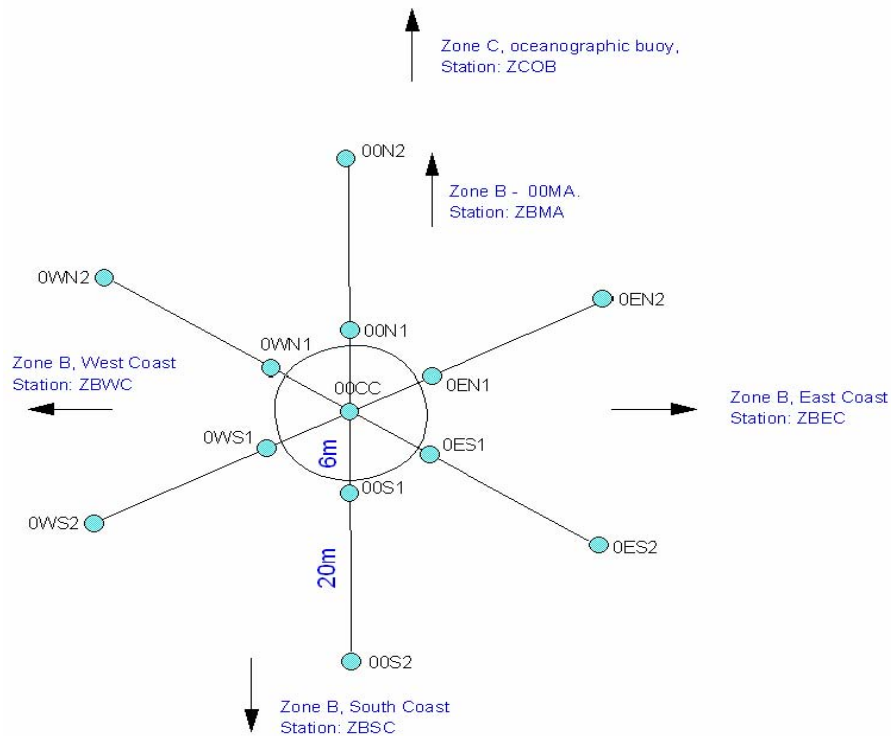 Zone C, oceanographic buoy,
Station: ZCOB
00N2
Zone B - 00MA.
Station: ZBMA
0WN2
0EN2
00N1
0WN1
Zone B, West Coast
Station: ZBWC
00CC
0EN1
Zone B, East Coast
Station: ZBEC
0WS1
6m
0ES1
00S1
0WS2
0ES2
20m
00S2
Zone B, South Coast
Station: ZBSC